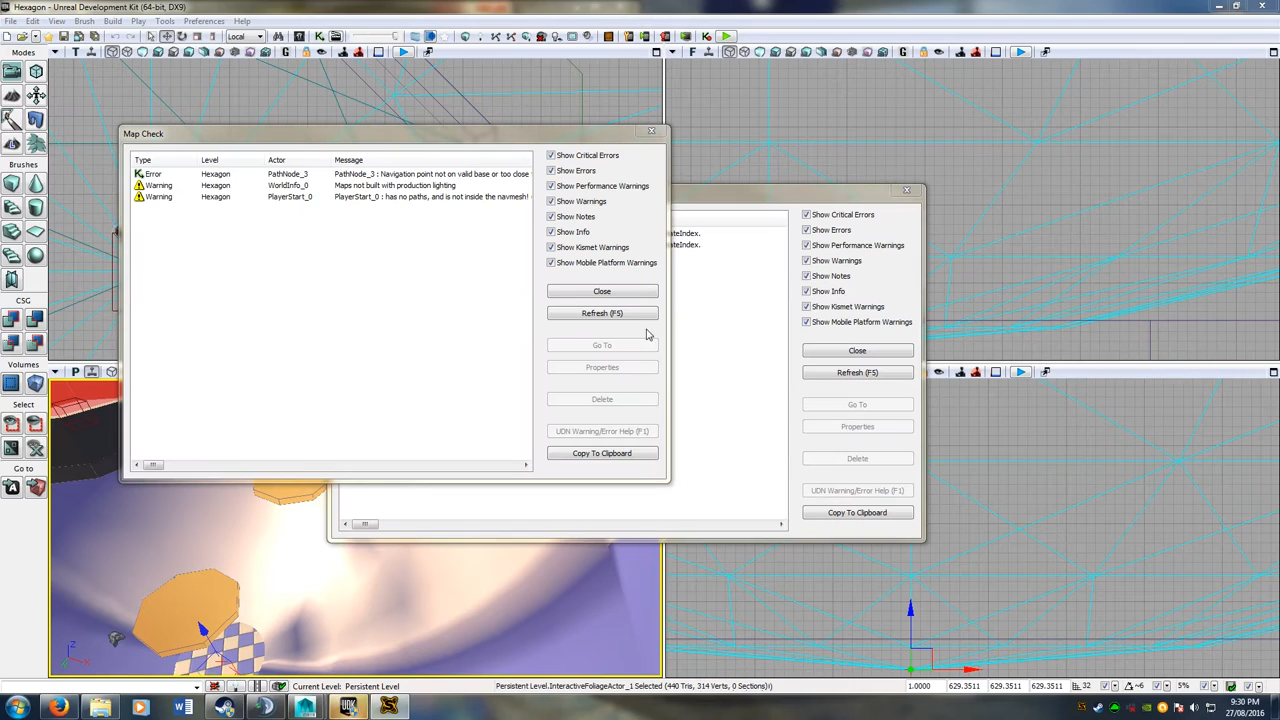 Hexagon - Unreal Development Kit (64-bit, DX9)
File Edit View Brush Build Play Tools Preferences Help
Local
Modes
T
G
F
G
Map Check
Type Level Actor Message
Error Hexagon PathNode_3 PathNode_3 : Navigation point not on valid base or too close
Warning Hexagon WorldInfo_0 Maps not built with production lighting
Warning Hexagon PlayerStart_0 PlayerStart_0 : has no paths, and is not inside the navmesh!
Show Critical Errors
Show Errors
Show Performance Warnings
Show Warnings
Show Notes
Show Info
Show Kismet Warnings
Show Mobile Platform Warnings
Close
Refresh (F5)
Go To
Properties
Delete
UDN Warning/Error Help (F1)
Copy To Clipboard
ateIndex.
ateIndex.
Show Critical Errors
Show Errors
Show Performance Warnings
Show Warnings
Show Notes
Show Info
Show Kismet Warnings
Show Mobile Platform Warnings
Close
Refresh (F5)
Go To
Properties
Delete
UDN Warning/Error Help (F1)
Copy To Clipboard
Brushes
CSG
Volumes
P
Select
Go to
Z
X
Current Level: Persistent Level
Persistent Level.InteractiveFoliageActor_1 Selected (440 Tris, 314 Verts, 0 Sections)
1.0000
629.3511
629.3511
629.3511
32
6
5%
W
UDK
9:30 PM
27/08/2016